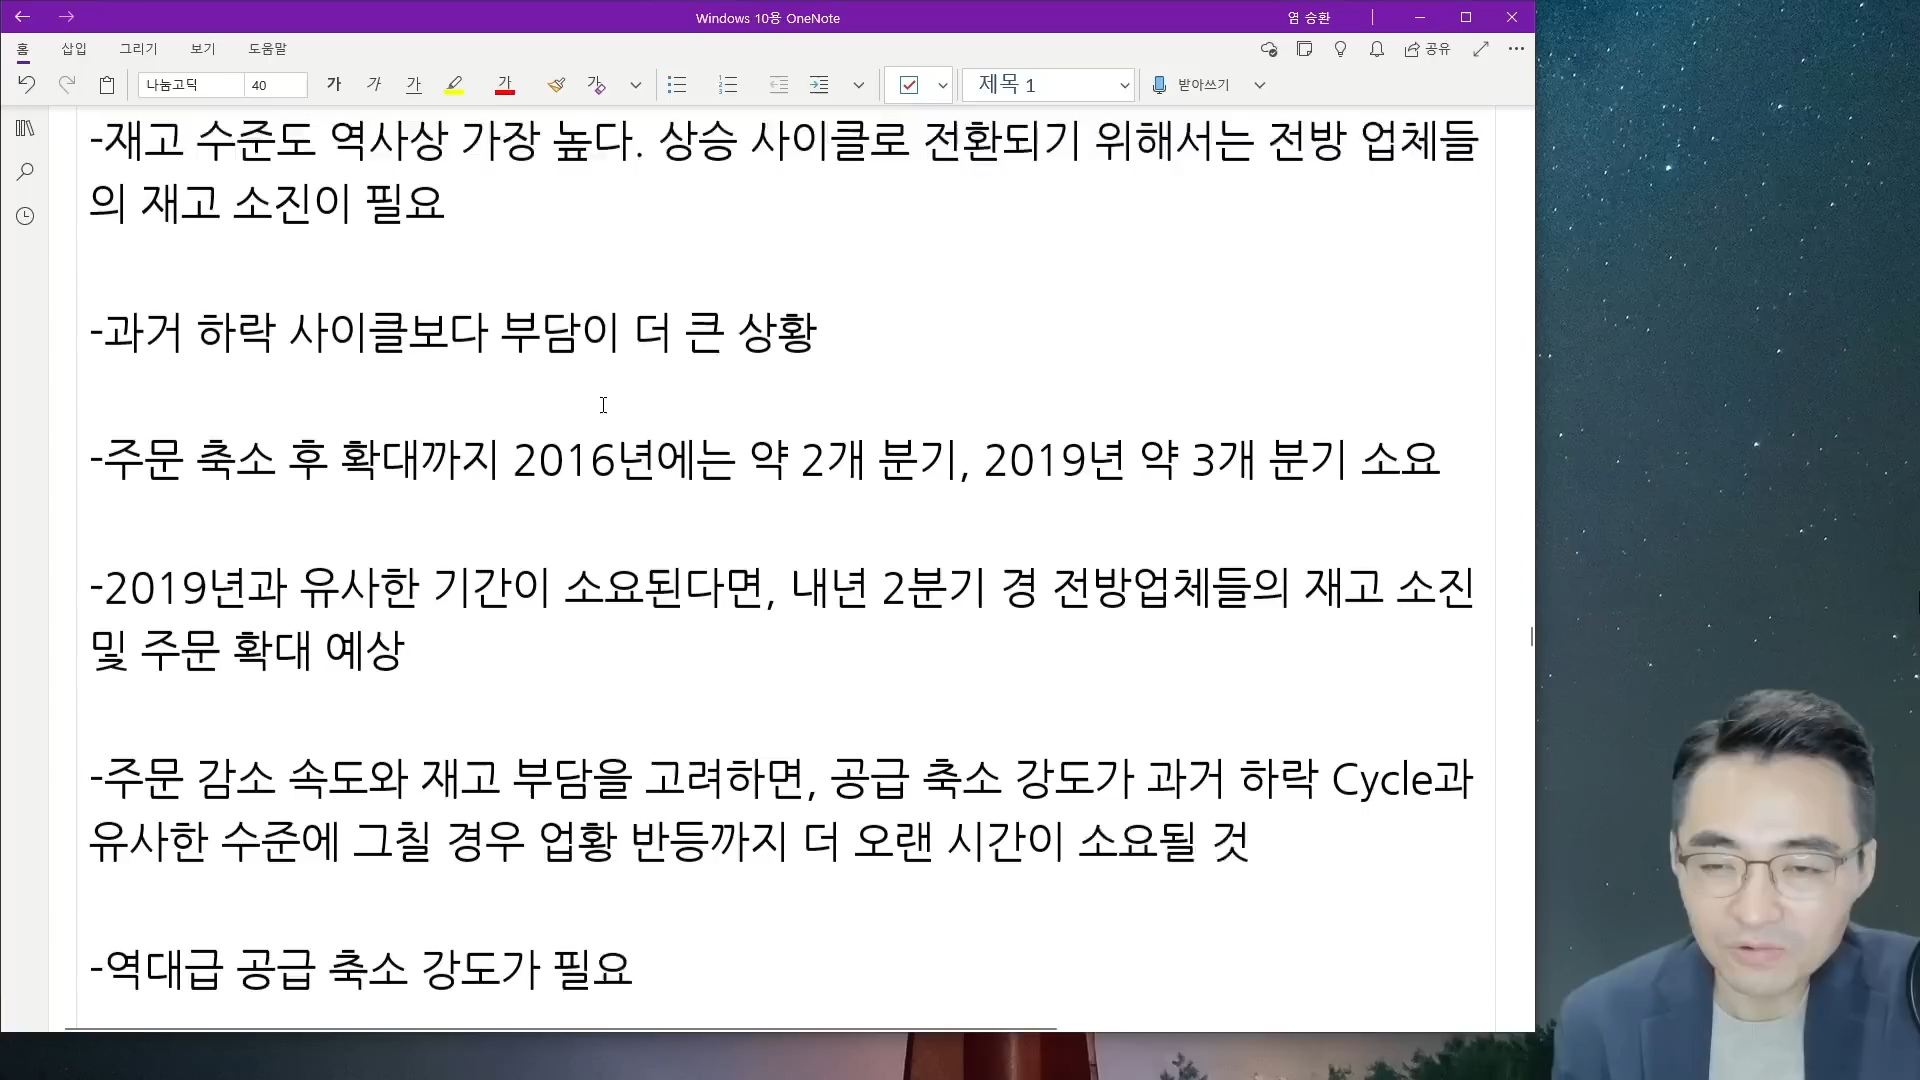 Windows 10용 OneNote
염 승환
홈 삽입 그리기 보기 도움말
공유
나눔고딕 40 가 가 가 가 가 제목 1 받아쓰기
-재고 수준도 역사상 가장 높다. 상승 사이클로 전환되기 위해서는 전방 업체들
의 재고 소진이 필요
-과거 하락 사이클보다 부담이 더 큰 상황
-주문 축소 후 확대까지 2016년에는 약 2개 분기, 2019년 약 3개 분기 소요
-2019년과 유사한 기간이 소요된다면, 내년 2분기 경 전방업체들의 재고 소진
및 주문 확대 예상
-주문 감소 속도와 재고 부담을 고려하면, 공급 축소 강도가 과거 하락 Cycle과
유사한 수준에 그칠 경우 업황 반등까지 더 오랜 시간이 소요될 것
-역대급 공급 축소 강도가 필요